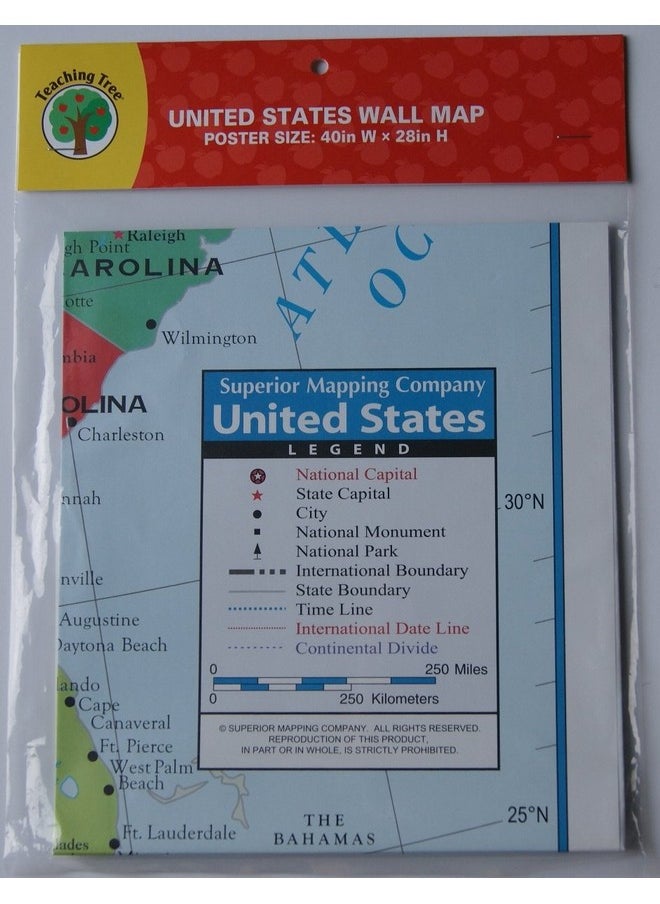 Teaching Tree
UNITED STATES WALL MAP
POSTER SIZE: 40in W × 28in H
Raleigh
gh Point
AROLINA
otte
Wilmington
mbia
OLINA
Charleston
nnah
nville
Augustine
Daytona Beach
lando
Cape
Canaveral
Ft. Pierce
West Palm
Beach
Ft. Lauderdale
lades
ATL
OC
Superior Mapping Company
United States
LEGEND
National Capital
State Capital
City
National Monument
National Park
International Boundary
State Boundary
Time Line
International Date Line
Continental Divide
0 250 Miles
0 250 Kilometers
© SUPERIOR MAPPING COMPANY. ALL RIGHTS RESERVED.
REPRODUCTION OF THIS PRODUCT,
IN PART OR IN WHOLE, IS STRICTLY PROHIBITED.
30°N
25°N
THE
BAHAMAS